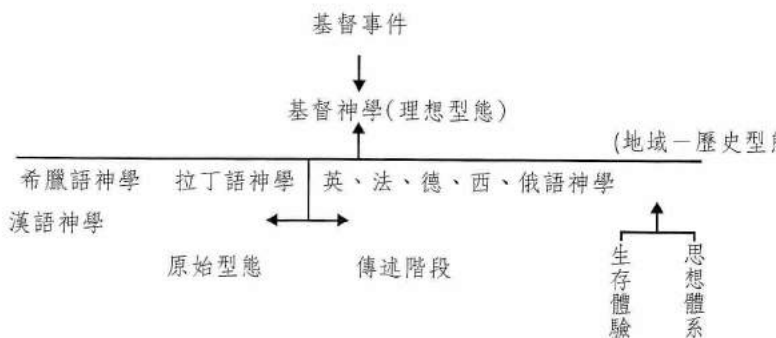 基督事件
基督神學(理想型態)
(地域－歷史型態
希臘語神學 拉丁語神學 英、法、德、西、俄語神學
漢語神學
原始型態 傳述階段
生存體驗
思想體系